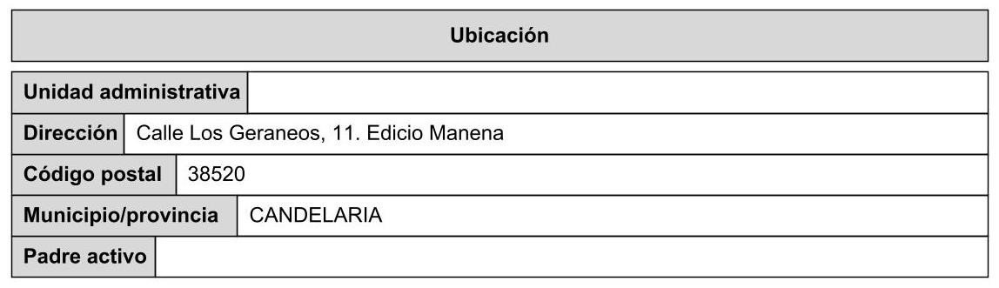 Ubicación
Unidad administrativa
Dirección Calle Los Geraneos, 11. Edicio Manena
Código postal 38520
Municipio/provincia CANDELARIA
Padre activo